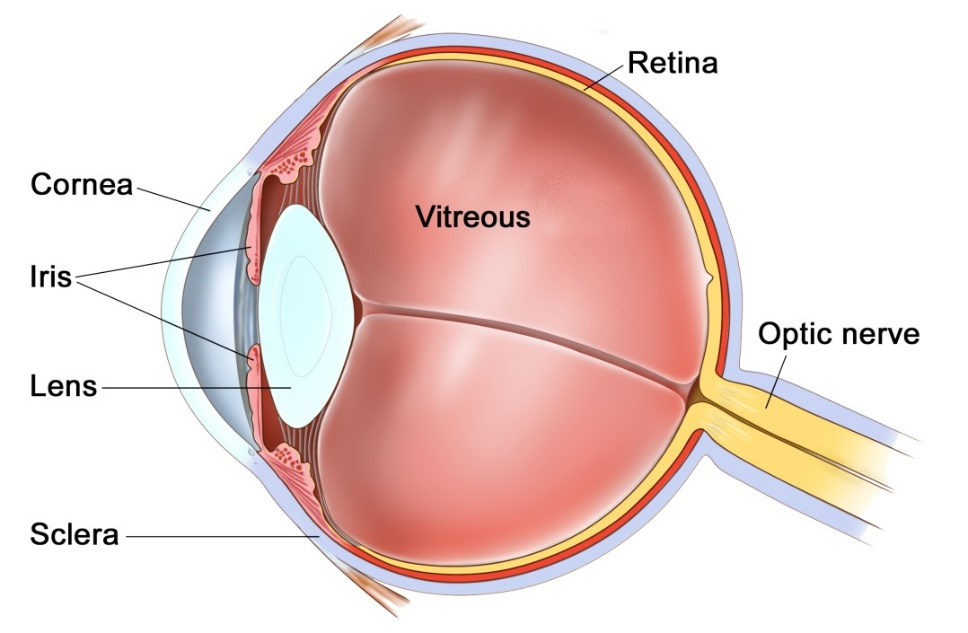 Retina
Cornea
Vitreous
Iris
Optic nerve
Lens
Sclera